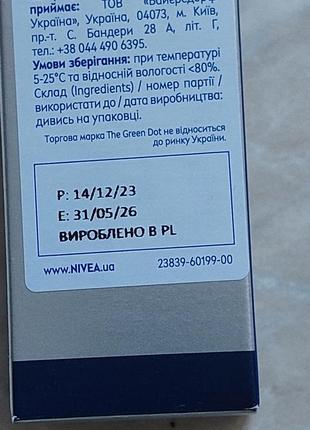 приймає: ТОВ "Байєрсдорф
Україна», Україна, 04073, м. Київ,
пр.-т. С. Бандери 28 А, літ. Г,
тел.: +38 044 490 6395.
Умови зберігання: при температурі
5-25°С та відносній вологості <80%.
Склад (Ingredients) / номер партії /
використати до / дата виробництва:
дивись на упаковці.
Торгова марка The Green Dot не відноситься
до ринку України.
P: 14/12/23
E: 31/05/26
ВИРОБЛЕНО В PL
www.NIVEA.ua 23839-60199-00